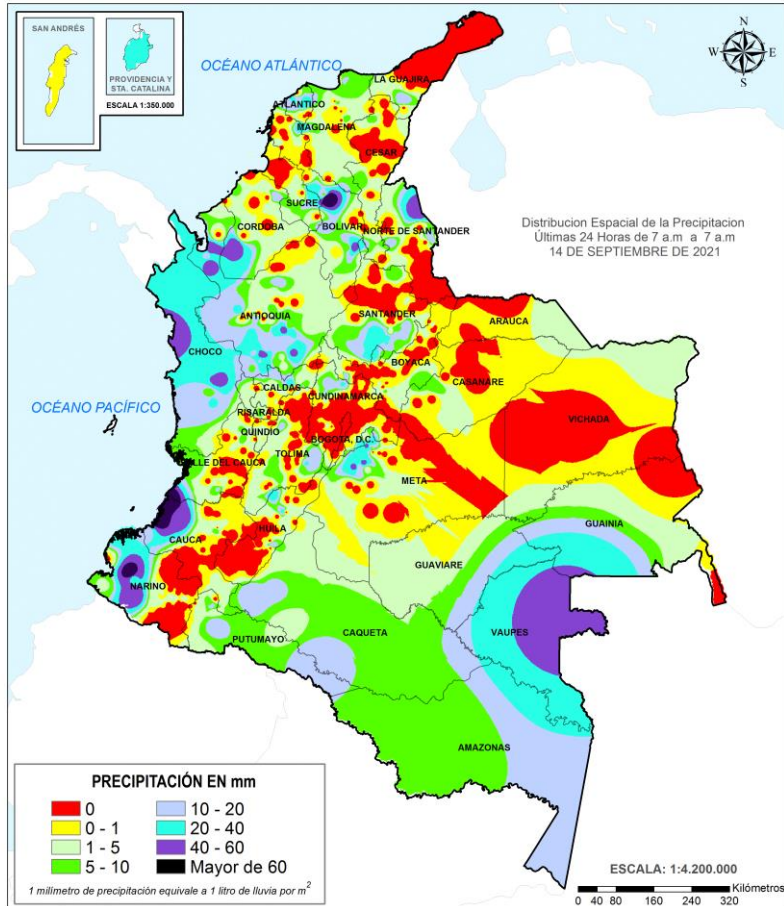 SAN ANDRÉS
PROVIDENCIA Y
STA. CATALINA
ESCALA 1:350.000
OCÉANO ATLÁNTICO
N
W
E
S
LA GUAJIRA
ATLANTICO
MAGDALENA
CESAR
SUCRE
CORDOBA
BOLIVAR
NORTE DE SANTANDER
Distribucion Espacial de la Precipitacion
Últimas 24 Horas de 7 a.m a 7 a.m
14 DE SEPTIEMBRE DE 2021
ANTIOQUIA
SANTANDER
ARAUCA
CHOCO
BOYACA
CASANARE
CALDAS
CUNDINAMARCA
OCÉANO PACÍFICO
RISARALDA
VICHADA
QUINDIO
BOGOTA, D.C.
TOLIMA
VALLE DEL CAUCA
META
GUAINIA
HUILA
CAUCA
GUAVIARE
NARINO
VAUPES
PUTUMAYO
CAQUETA
AMAZONAS
PRECIPITACIÓN EN mm
0
10 - 20
0 - 1
20 - 40
1 - 5
40 - 60
5 - 10
Mayor de 60
1 milímetro de precipitación equivale a 1 litro de lluvia por m²
ESCALA: 1:4.200.000
Kilómetros
0 40 80 160 240 320